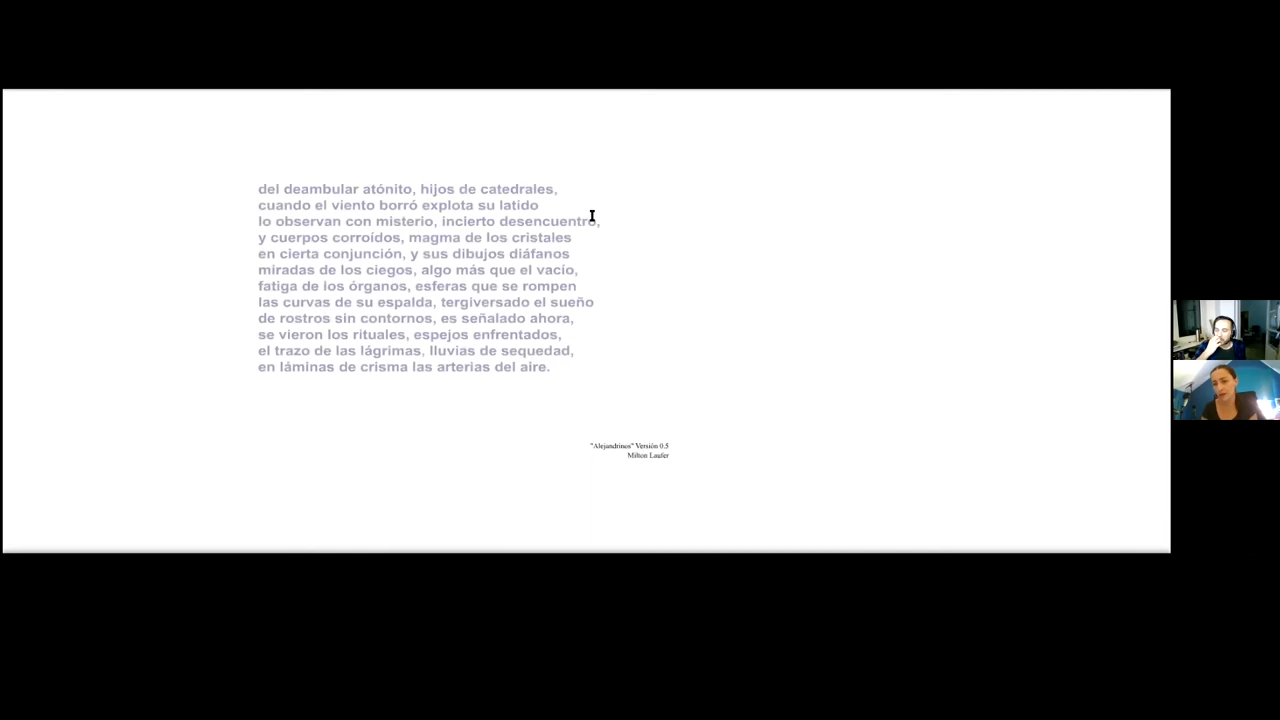 del deambular atónito, hijos de catedrales,
cuando el viento borró explota su latido
lo observan con misterio, incierto desencuentro,
y cuerpos corroídos, magma de los cristales
en cierta conjunción, y sus dibujos diáfanos
miradas de los ciegos, algo más que el vacío,
fatiga de los órganos, esferas que se rompen
las curvas de su espalda, tergiversado el sueño
de rostros sin contornos, es señalado ahora,
se vieron los rituales, espejos enfrentados,
el trazo de las lágrimas, lluvias de sequedad,
en láminas de crisma las arterias del aire.
"Alejandrinos" Versión 0.5
Milton Laufer